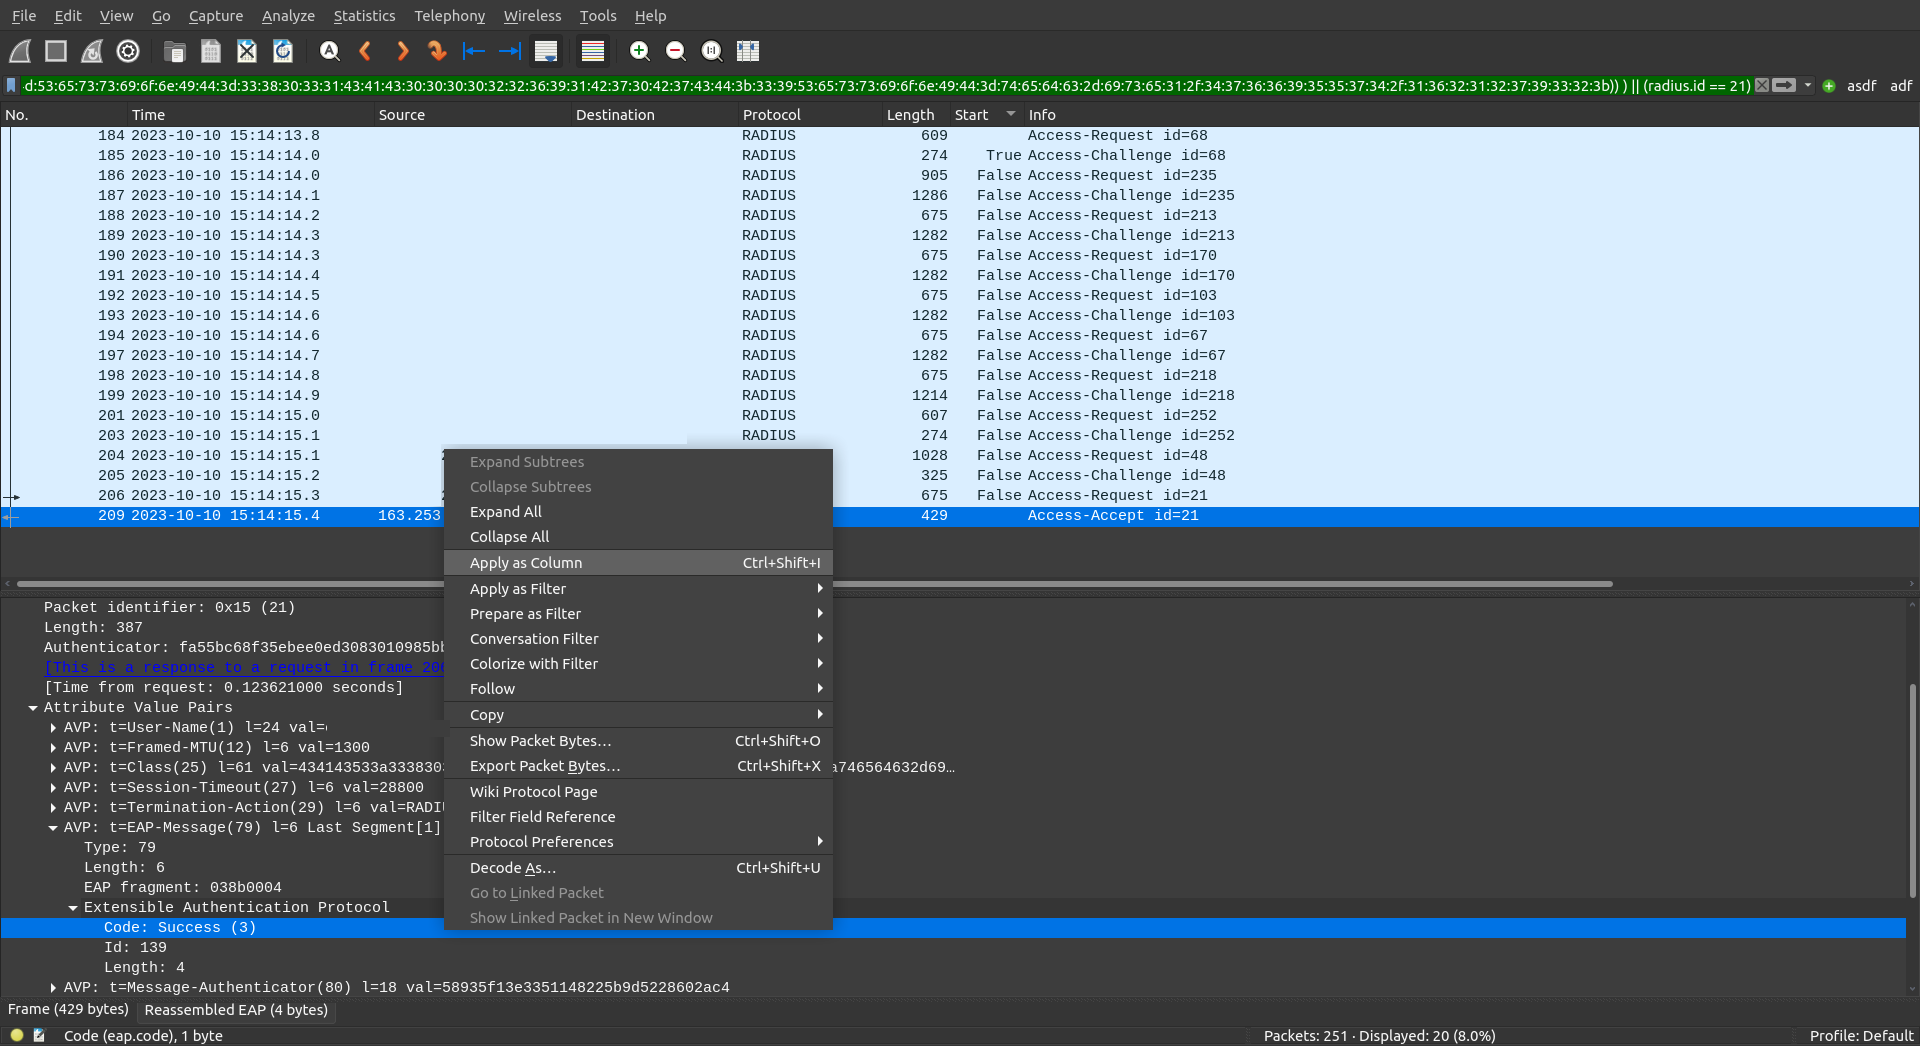 File Edit View Go Capture Analyze Statistics Telephony Wireless Tools Help
d:53:65:73:73:69:6f:6e:49:44:3d:33:38:30:33:31:43:41:43:30:30:30:30:32:32:36:39:31:42:37:30:42:37:43:44:3b:33:39:53:65:73:73:69:6f:6e:49:44:3d:74:65:64:63:2d:69:73:65:31:2f:34:37:36:36:39:35:35:37:34:2f:31:36:32:31:32:37:39:33:32:3b)) ) || (radius.id == 21) asdf adf
No. Time Source Destination Protocol Length Start Info
184 2023-10-10 15:14:13.8 RADIUS 609 Access-Request id=68
185 2023-10-10 15:14:14.0 RADIUS 274 True Access-Challenge id=68
186 2023-10-10 15:14:14.0 RADIUS 905 False Access-Request id=235
187 2023-10-10 15:14:14.1 RADIUS 1286 False Access-Challenge id=235
188 2023-10-10 15:14:14.2 RADIUS 675 False Access-Request id=213
189 2023-10-10 15:14:14.3 RADIUS 1282 False Access-Challenge id=213
190 2023-10-10 15:14:14.3 RADIUS 675 False Access-Request id=170
191 2023-10-10 15:14:14.4 RADIUS 1282 False Access-Challenge id=170
192 2023-10-10 15:14:14.5 RADIUS 675 False Access-Request id=103
193 2023-10-10 15:14:14.6 RADIUS 1282 False Access-Challenge id=103
194 2023-10-10 15:14:14.6 RADIUS 675 False Access-Request id=67
197 2023-10-10 15:14:14.7 RADIUS 1282 False Access-Challenge id=67
198 2023-10-10 15:14:14.8 RADIUS 675 False Access-Request id=218
199 2023-10-10 15:14:14.9 RADIUS 1214 False Access-Challenge id=218
201 2023-10-10 15:14:15.0 RADIUS 607 False Access-Request id=252
203 2023-10-10 15:14:15.1 RADIUS 274 False Access-Challenge id=252
204 2023-10-10 15:14:15.1 1028 False Access-Request id=48
205 2023-10-10 15:14:15.2 325 False Access-Challenge id=48
206 2023-10-10 15:14:15.3 675 False Access-Request id=21
209 2023-10-10 15:14:15.4 163.253 429 Access-Accept id=21
Expand Subtrees
Collapse Subtrees
Expand All
Collapse All
Apply as Column Ctrl+Shift+I
Apply as Filter
Prepare as Filter
Conversation Filter
Colorize with Filter
Follow
Copy
Show Packet Bytes… Ctrl+Shift+O
Export Packet Bytes… Ctrl+Shift+X
Wiki Protocol Page
Filter Field Reference
Protocol Preferences
Decode As… Ctrl+Shift+U
Go to Linked Packet
Show Linked Packet in New Window
Packet identifier: 0x15 (21)
Length: 387
Authenticator: fa55bc68f35ebee0ed3083010985bb
[This is a response to a request in frame 206
[Time from request: 0.123621000 seconds]
Attribute Value Pairs
AVP: t=User-Name(1) l=24 val=
AVP: t=Framed-MTU(12) l=6 val=1300
AVP: t=Class(25) l=61 val=434143533a333830 a746564632d69…
AVP: t=Session-Timeout(27) l=6 val=28800
AVP: t=Termination-Action(29) l=6 val=RADIU
AVP: t=EAP-Message(79) l=6 Last Segment[1]
Type: 79
Length: 6
EAP fragment: 038b0004
Extensible Authentication Protocol
Code: Success (3)
Id: 139
Length: 4
AVP: t=Message-Authenticator(80) l=18 val=58935f13e3351148225b9d5228602ac4
Frame (429 bytes) Reassembled EAP (4 bytes)
Code (eap.code), 1 byte Packets: 251 · Displayed: 20 (8.0%) Profile: Default